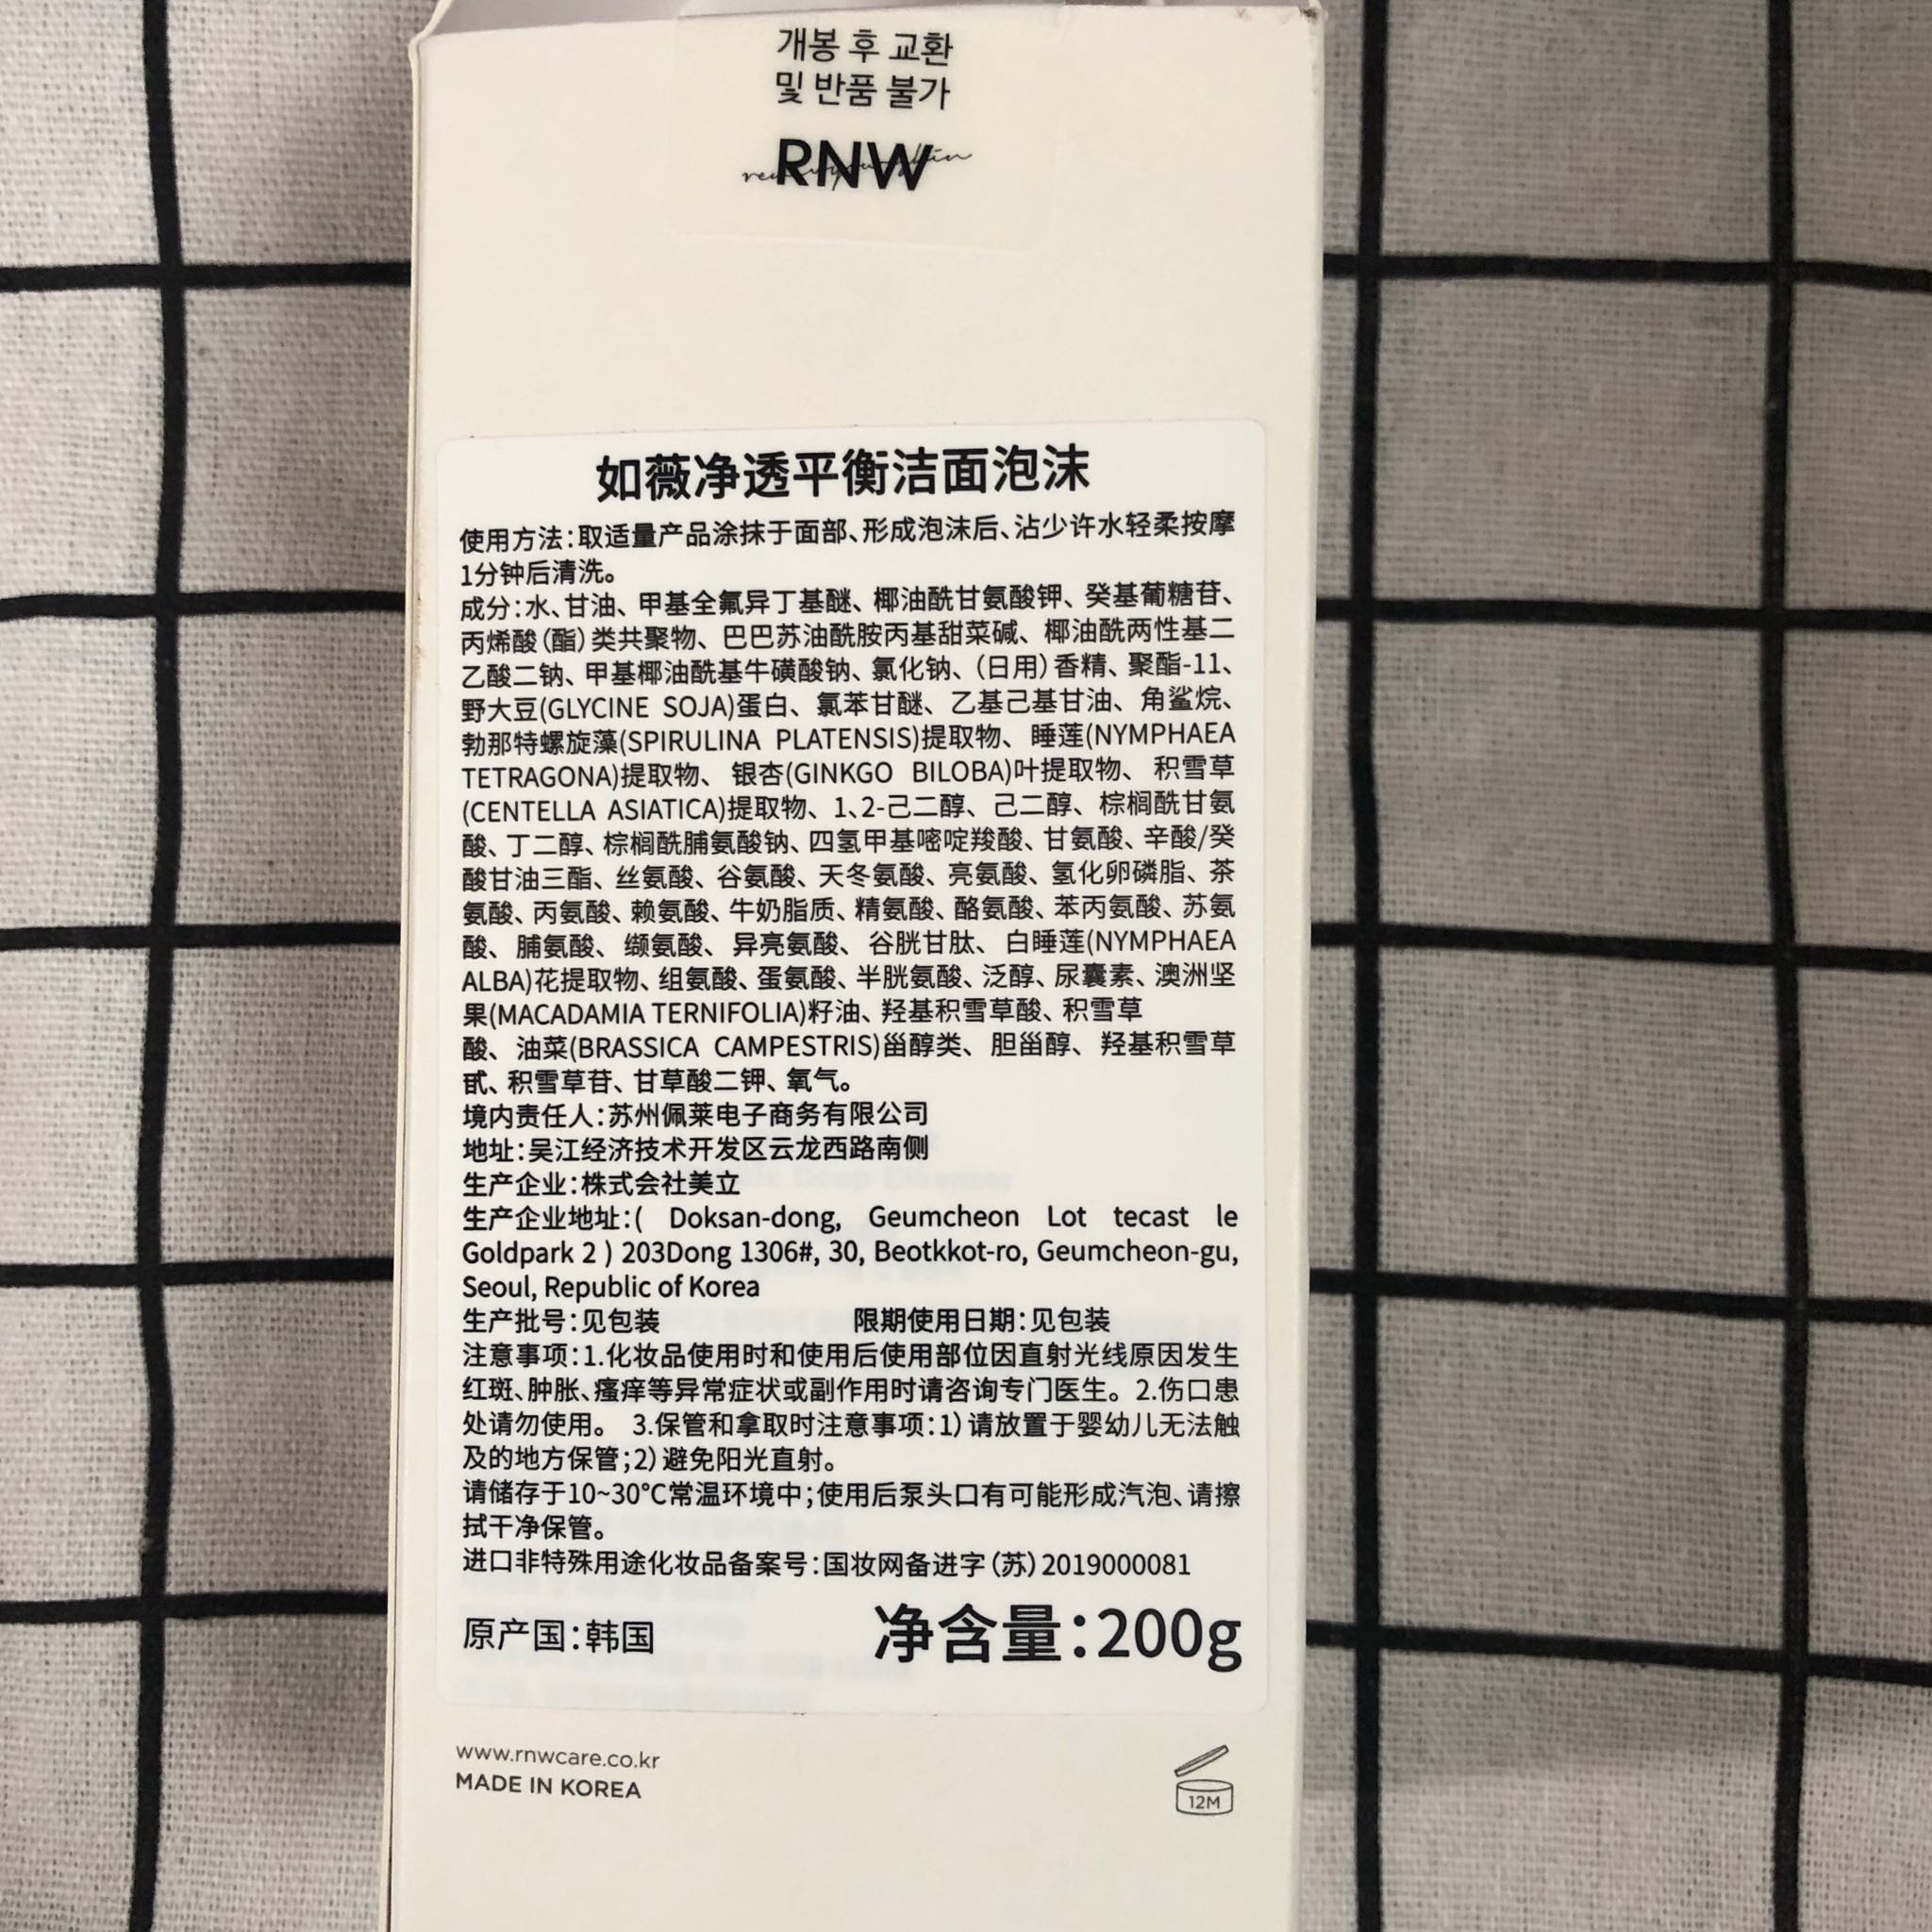 개봉 후 교환
및 반품 불가
RNW
如薇净透平衡洁面泡沫
使用方法:取适量产品涂抹于面部、形成泡沫后、沾少许水轻柔按摩
1分钟后清洗。
成分:水、甘油、甲基全氟异丁基醚、椰油酰甘氨酸钾、癸基葡糖苷、
丙烯酸(酯)类共聚物、巴巴苏油酰胺丙基甜菜碱、椰油酰两性基二
乙酸二钠、甲基椰油酰基牛磺酸钠、氯化钠、(日用)香精、聚酯-11、
野大豆(GLYCINE SOJA)蛋白、氯苯甘醚、乙基己基甘油、角鲨烷、
勃那特螺旋藻(SPIRULINA PLATENSIS)提取物、睡莲(NYMPHAEA
TETRAGONA)提取物、银杏(GINKGO BILOBA)叶提取物、积雪草
(CENTELLA ASIATICA)提取物、1、2-己二醇、己二醇、棕榈酰甘氨
酸、丁二醇、棕榈酰脯氨酸钠、四氢甲基嘧啶羧酸、甘氨酸、辛酸/癸
酸甘油三酯、丝氨酸、谷氨酸、天冬氨酸、亮氨酸、氢化卵磷脂、茶
氨酸、丙氨酸、赖氨酸、牛奶脂质、精氨酸、酪氨酸、苯丙氨酸、苏氨
酸、脯氨酸、缬氨酸、异亮氨酸、谷胱甘肽、白睡莲(NYMPHAEA
ALBA)花提取物、组氨酸、蛋氨酸、半胱氨酸、泛醇、尿囊素、澳洲坚
果(MACADAMIA TERNIFOLIA)籽油、羟基积雪草酸、积雪草
酸、油菜(BRASSICA CAMPESTRIS)甾醇类、胆甾醇、羟基积雪草
甙、积雪草苷、甘草酸二钾、氧气。
境内责任人:苏州佩莱电子商务有限公司
地址:吴江经济技术开发区云龙西路南侧
生产企业:株式会社美立
生产企业地址:( Doksan-dong, Geumcheon Lot tecast le
Goldpark 2 ) 203Dong 1306#, 30, Beotkkot-ro, Geumcheon-gu,
Seoul, Republic of Korea
生产批号:见包装 限期使用日期:见包装
注意事项:1.化妆品使用时和使用后使用部位因直射光线原因发生
红斑、肿胀、瘙痒等异常症状或副作用时请咨询专门医生。2.伤口患
处请勿使用。 3.保管和拿取时注意事项:1)请放置于婴幼儿无法触
及的地方保管;2)避免阳光直射。
请储存于10~30℃常温环境中;使用后泵头口有可能形成汽泡、请擦
拭干净保管。
进口非特殊用途化妆品备案号:国妆网备进字(苏)2019000081
原产国:韩国 净含量:200g
www.rnwcare.co.kr
MADE IN KOREA
12M